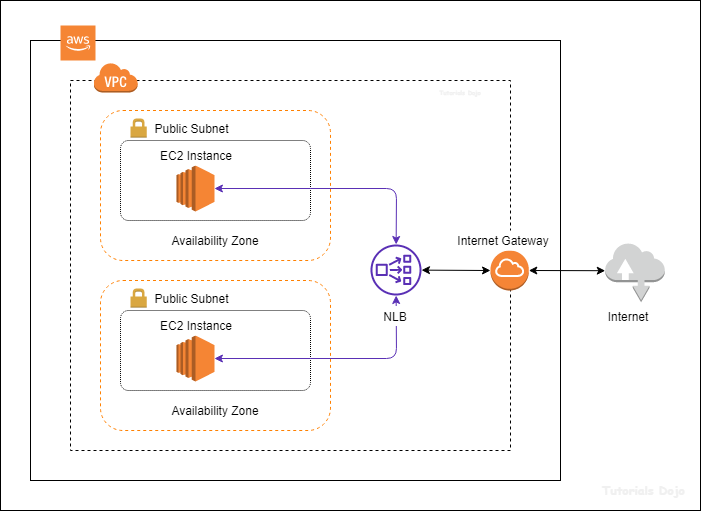 aws
VPC
Tutorials Dojo
Public Subnet
EC2 Instance
Availability Zone
Internet Gateway
NLB
Internet
Public Subnet
EC2 Instance
Availability Zone
Tutorials Dojo